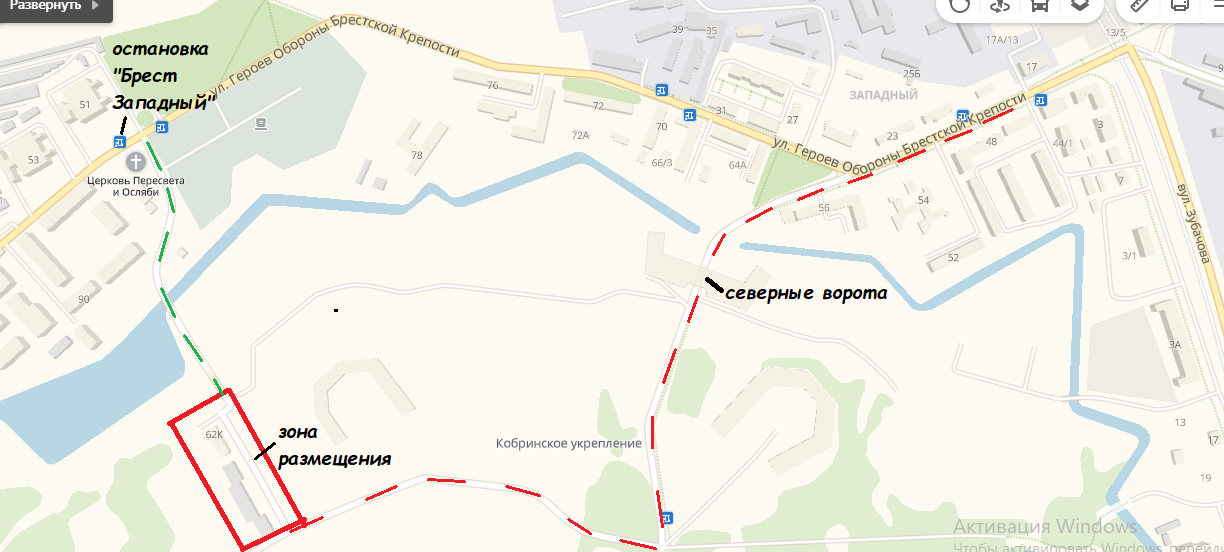 Развернуть
остановка
"Брест
Западный"
ул. Героев Обороны Брестской Крепости
39
35
17А/13
13/5
17
25Б
ЗАПАДНЫЙ
76
72
31
27
51
72А
70
23
ул. Героев Обороны Брестской Крепости
48
44/1
3
53
78
66/3
64А
7
Церковь Пересвета
и Осляби
56
54
вул. Зубачова
52
3/1
90
северные ворота
3А
62К
зона
размещения
Кобринское укрепление
13
17
19
Активация Windows
Чтобы активировать Windows, перейд